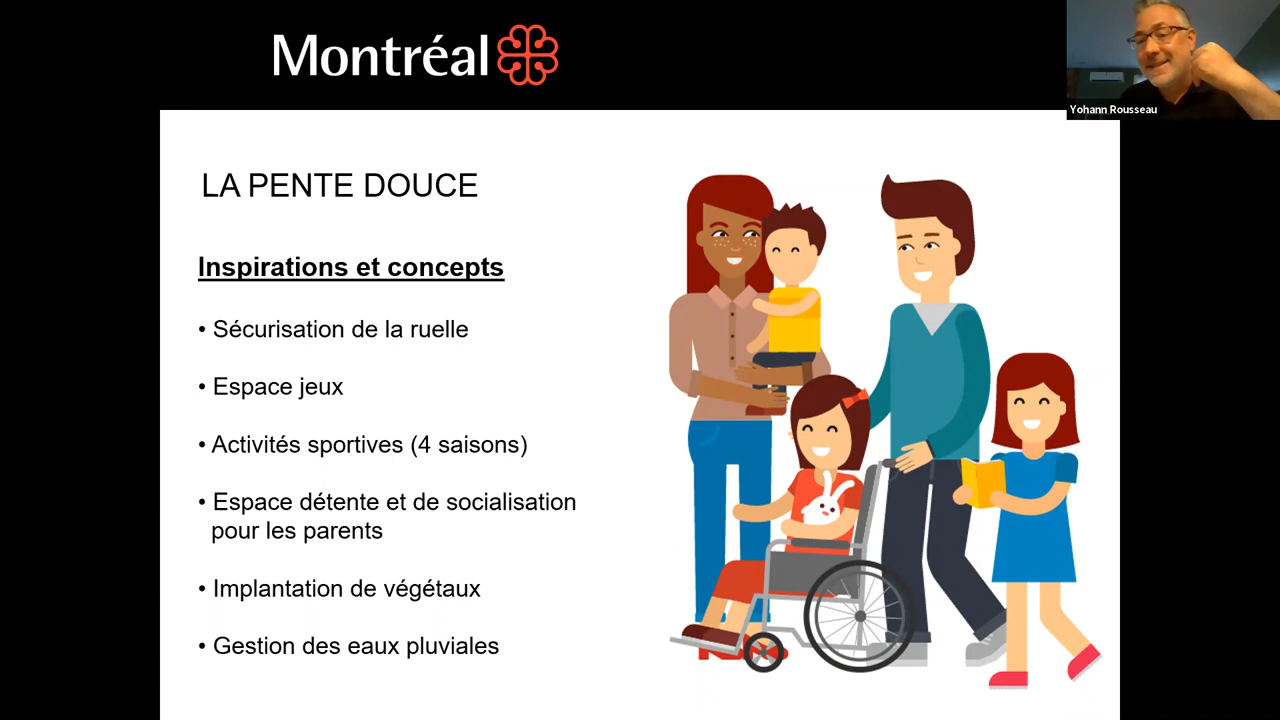 Montréal
Yohann Rousseau
LA PENTE DOUCE
Inspirations et concepts
• Sécurisation de la ruelle
• Espace jeux
• Activités sportives (4 saisons)
• Espace détente et de socialisation
pour les parents
• Implantation de végétaux
• Gestion des eaux pluviales